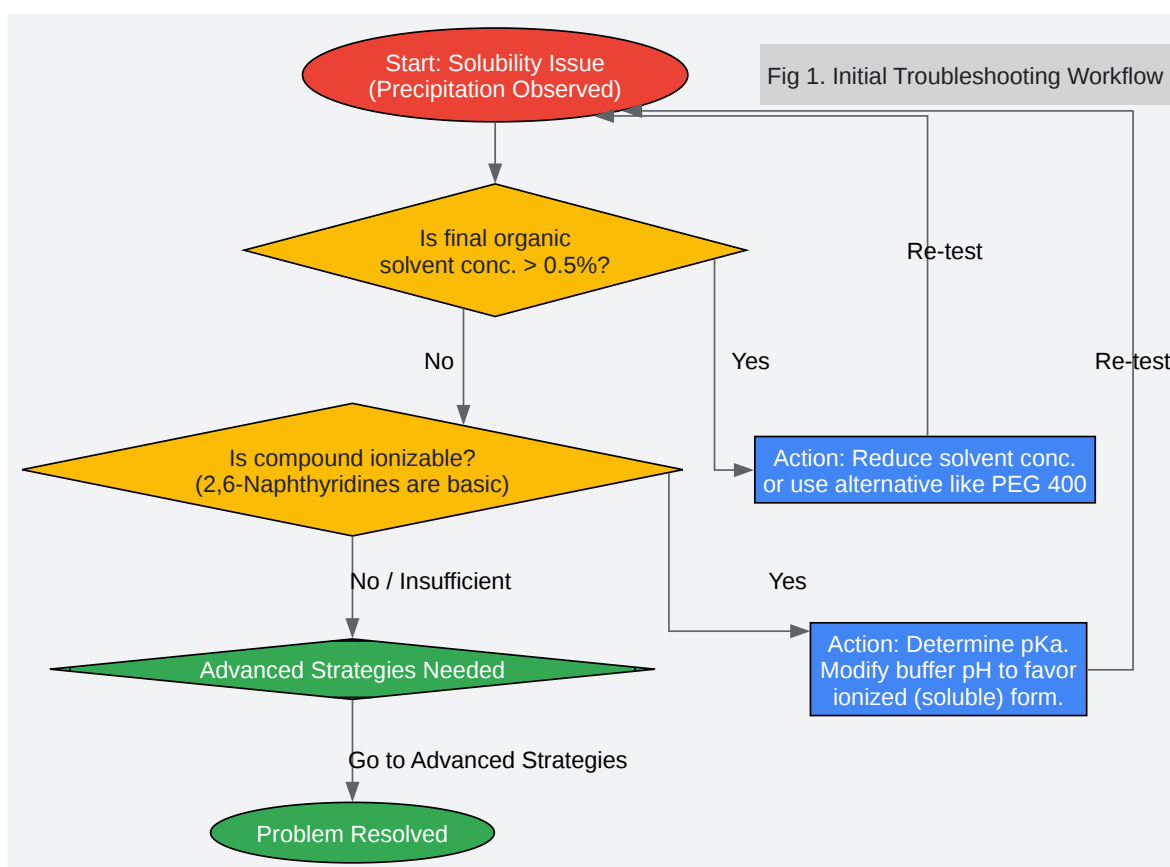 Start: Solubility Issue
(Precipitation Observed)
Fig 1. Initial Troubleshooting Workflow
Is final organic
solvent conc. > 0.5%?
Re-test
No
Yes
Re-test
Is compound ionizable?
(2,6-Naphthyridines are basic)
Action: Reduce solvent conc.
or use alternative like PEG 400
No / Insufficient
Yes
Action: Determine pKa.
Modify buffer pH to favor
ionized (soluble) form.
Advanced Strategies Needed
Go to Advanced Strategies
Problem Resolved